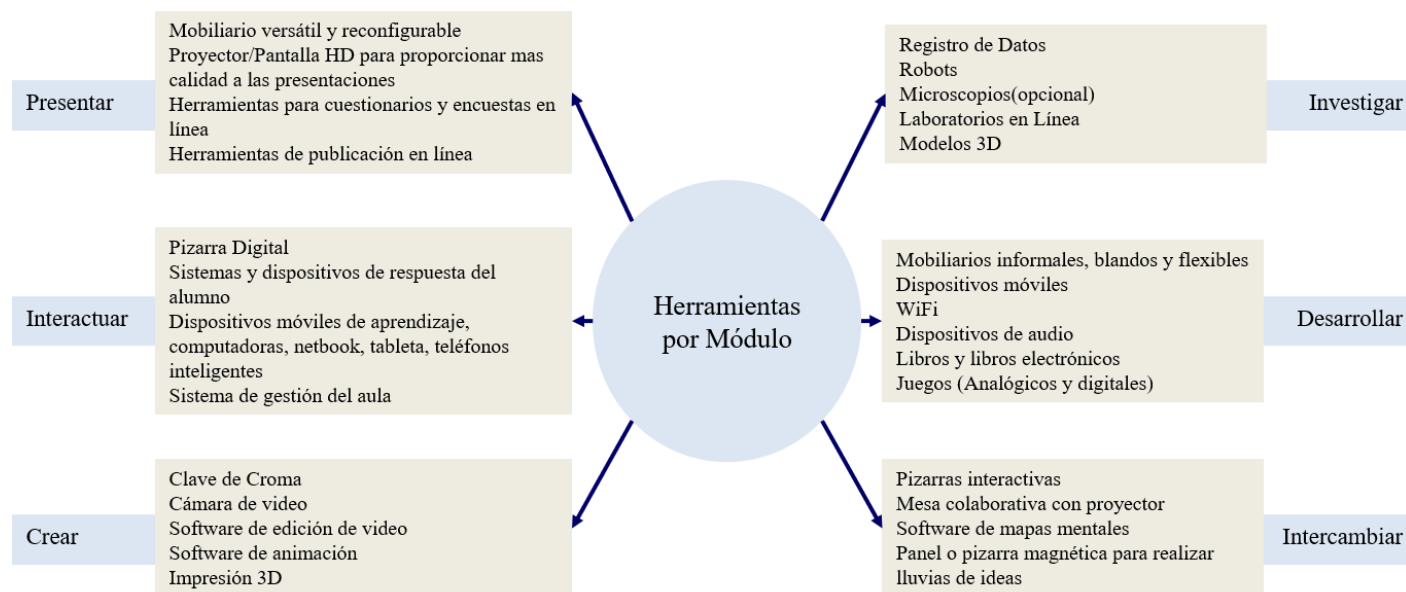 Presentar
Mobiliario versátil y reconfigurable
Proyector/Pantalla HD para proporcionar mas
calidad a las presentaciones
Herramientas para cuestionarios y encuestas en
línea
Herramientas de publicación en línea
Interactuar
Pizarra Digital
Sistemas y dispositivos de respuesta del
alumno
Dispositivos móviles de aprendizaje,
computadoras, netbook, tableta, teléfonos
inteligentes
Sistema de gestión del aula
Crear
Clave de Croma
Cámara de video
Software de edición de video
Software de animación
Impresión 3D
Herramientas
por Módulo
Registro de Datos
Robots
Microscopios(opcional)
Laboratorios en Línea
Modelos 3D
Investigar
Mobiliarios informales, blandos y flexibles
Dispositivos móviles
WiFi
Dispositivos de audio
Libros y libros electrónicos
Juegos (Analógicos y digitales)
Desarrollar
Pizarras interactivas
Mesa colaborativa con proyector
Software de mapas mentales
Panel o pizarra magnética para realizar
lluvias de ideas
Intercambiar